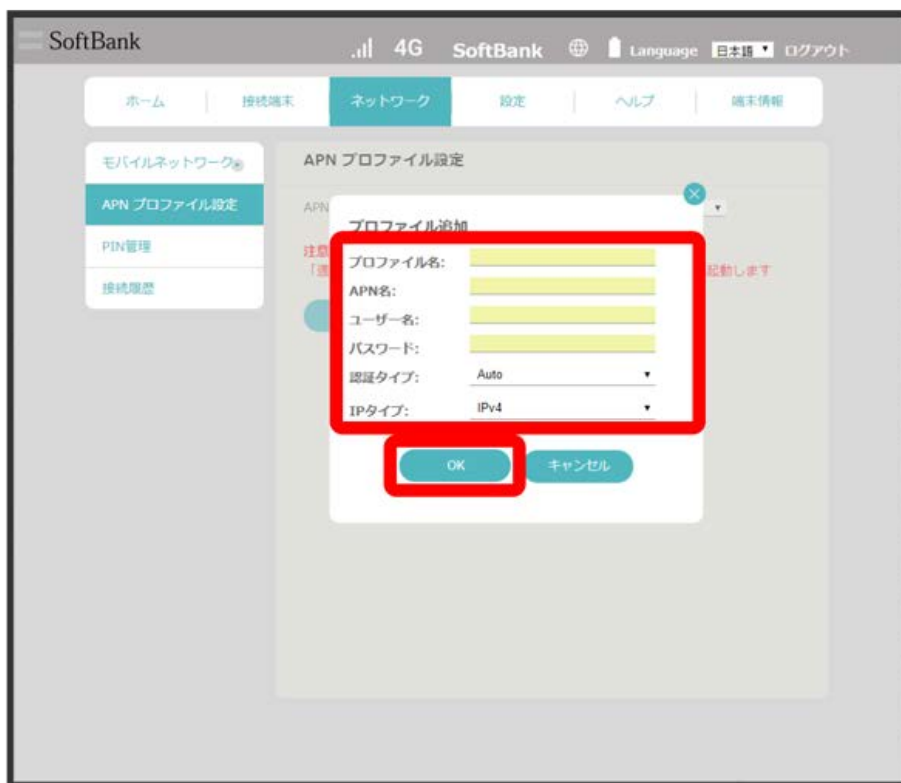 SoftBank
4G SoftBank Language 日本語 ログアウト
ホーム 接続端末 ネットワーク 設定 ヘルプ 端末情報
モバイルネットワーク
APN プロファイル設定
PIN管理
接続履歴
APN プロファイル設定
APN
注意
起動します
プロファイル追加
プロファイル名:
APN名:
ユーザー名:
パスワード:
認証タイプ: Auto
IPタイプ: IPv4
OK キャンセル